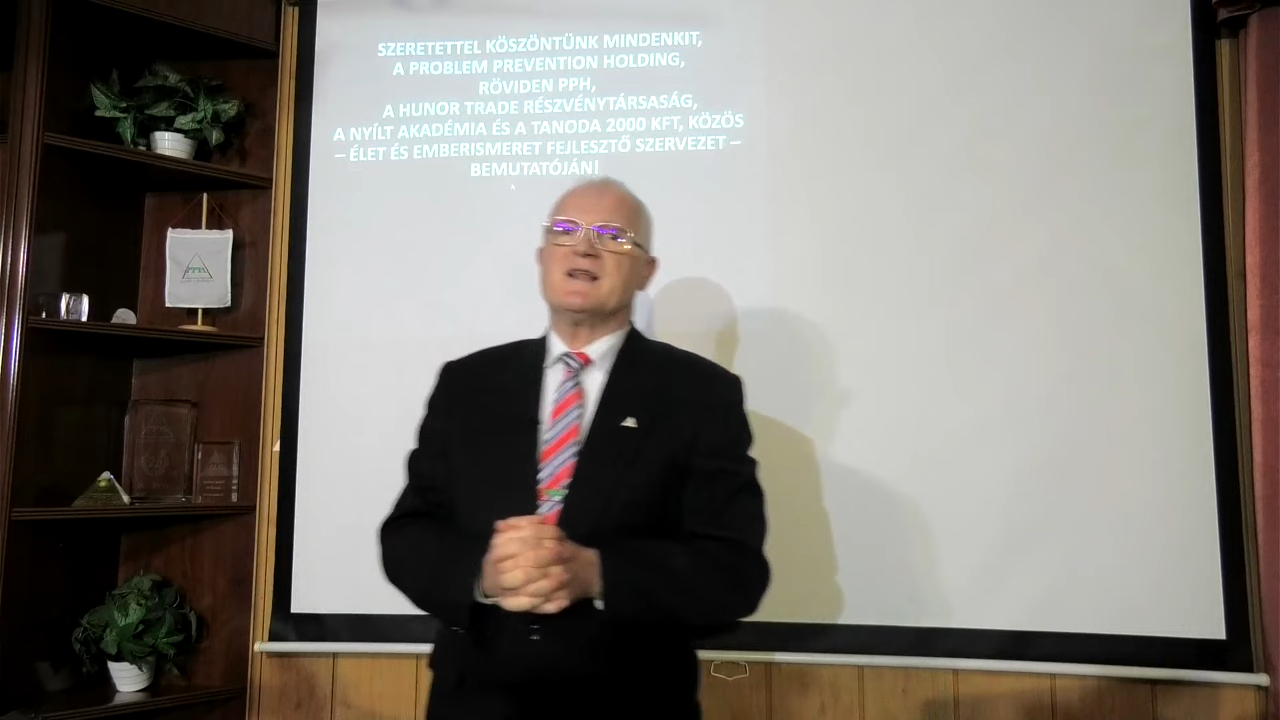 SZERETETTEL KÖSZÖNTÜNK MINDENKIT,
A PROBLEM PREVENTION HOLDING,
RÖVIDEN PPH,
A HUNOR TRADE RÉSZVÉNYTÁRSASÁG,
A NYÍLT AKADÉMIA ÉS A TANODA 2000 KFT, KÖZÖS
– ÉLET ÉS EMBERISMERET FEJLESZTŐ SZERVEZET –
BEMUTATÓJÁN!